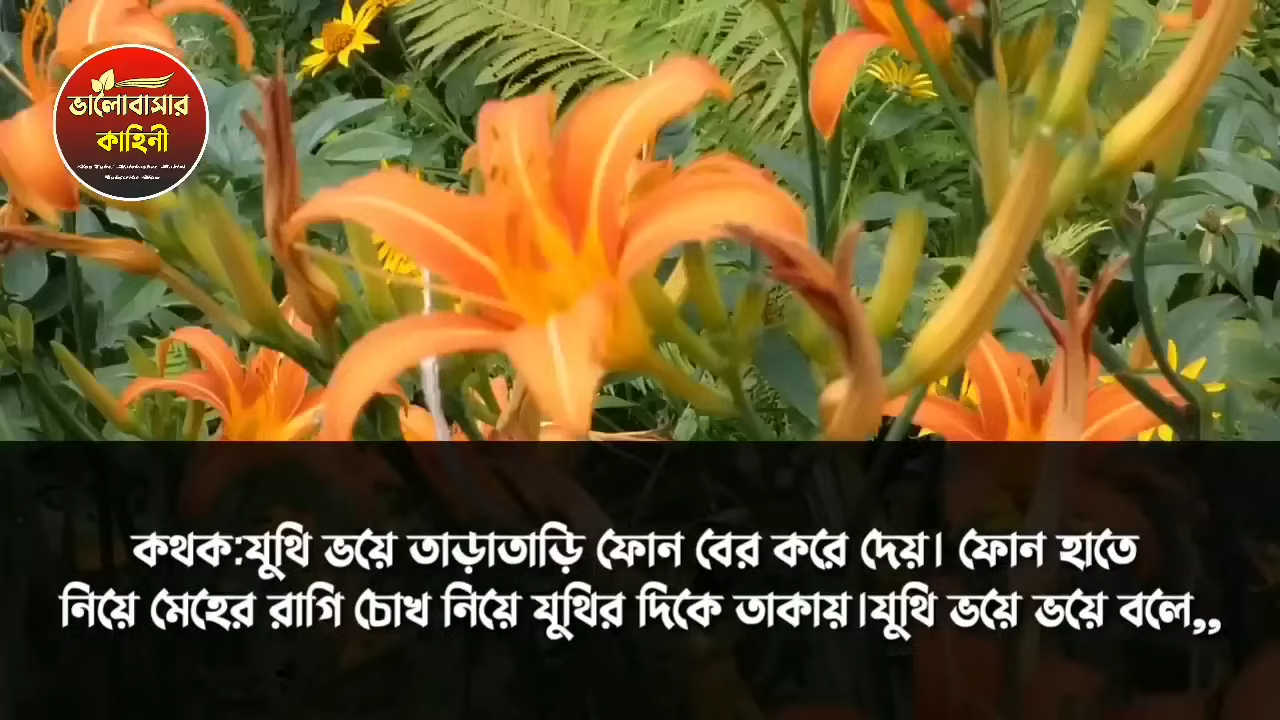 ভালোবাসার
কাহিনী
কথক:যুথি ভয়ে তাড়াতাড়ি ফোন বের করে দেয়। ফোন হাতে
নিয়ে মেহের রাগি চোখ নিয়ে যুথির দিকে তাকায়।যুথি ভয়ে ভয়ে বলে,,